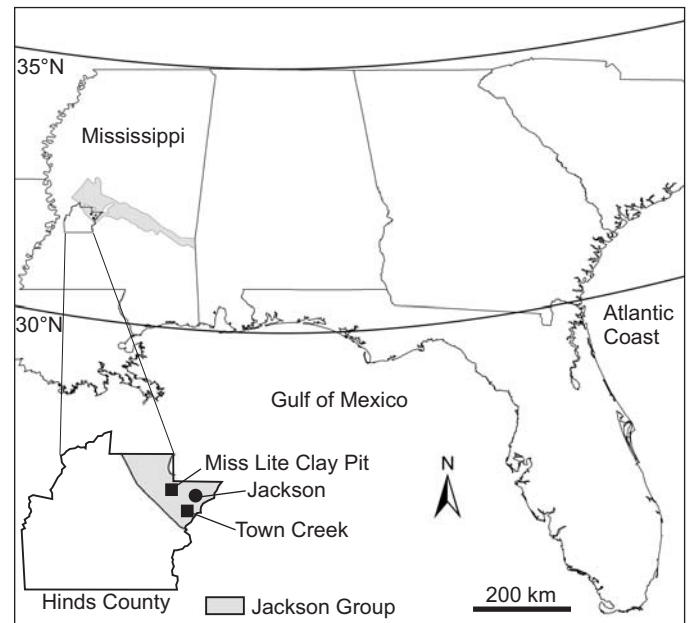 35°N
Mississippi
30°N
Atlantic
Coast
Gulf of Mexico
Miss Lite Clay Pit
N
Jackson
Town Creek
200 km
Hinds County
Jackson Group